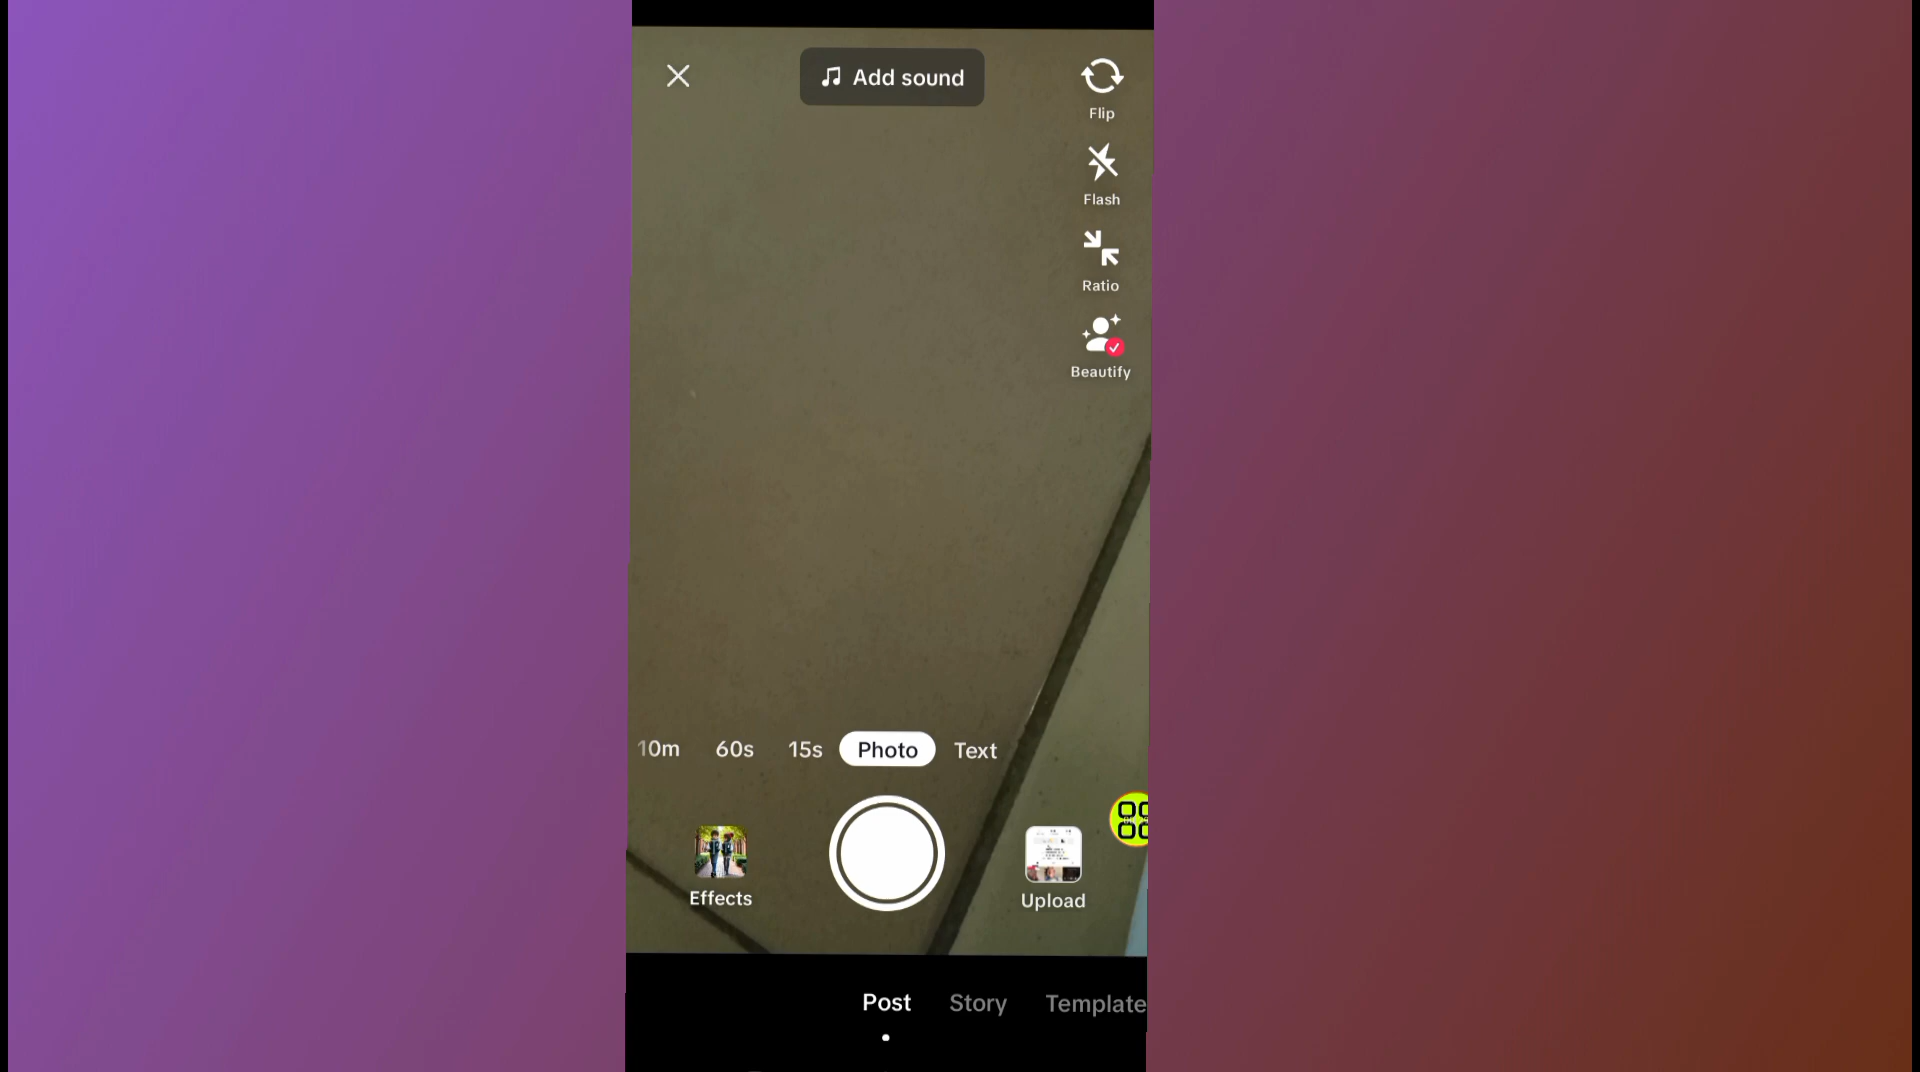 Add sound
Flip
Flash
Ratio
Beautify
10m 60s 15s Photo Text
Effects
Upload
Post Story Template